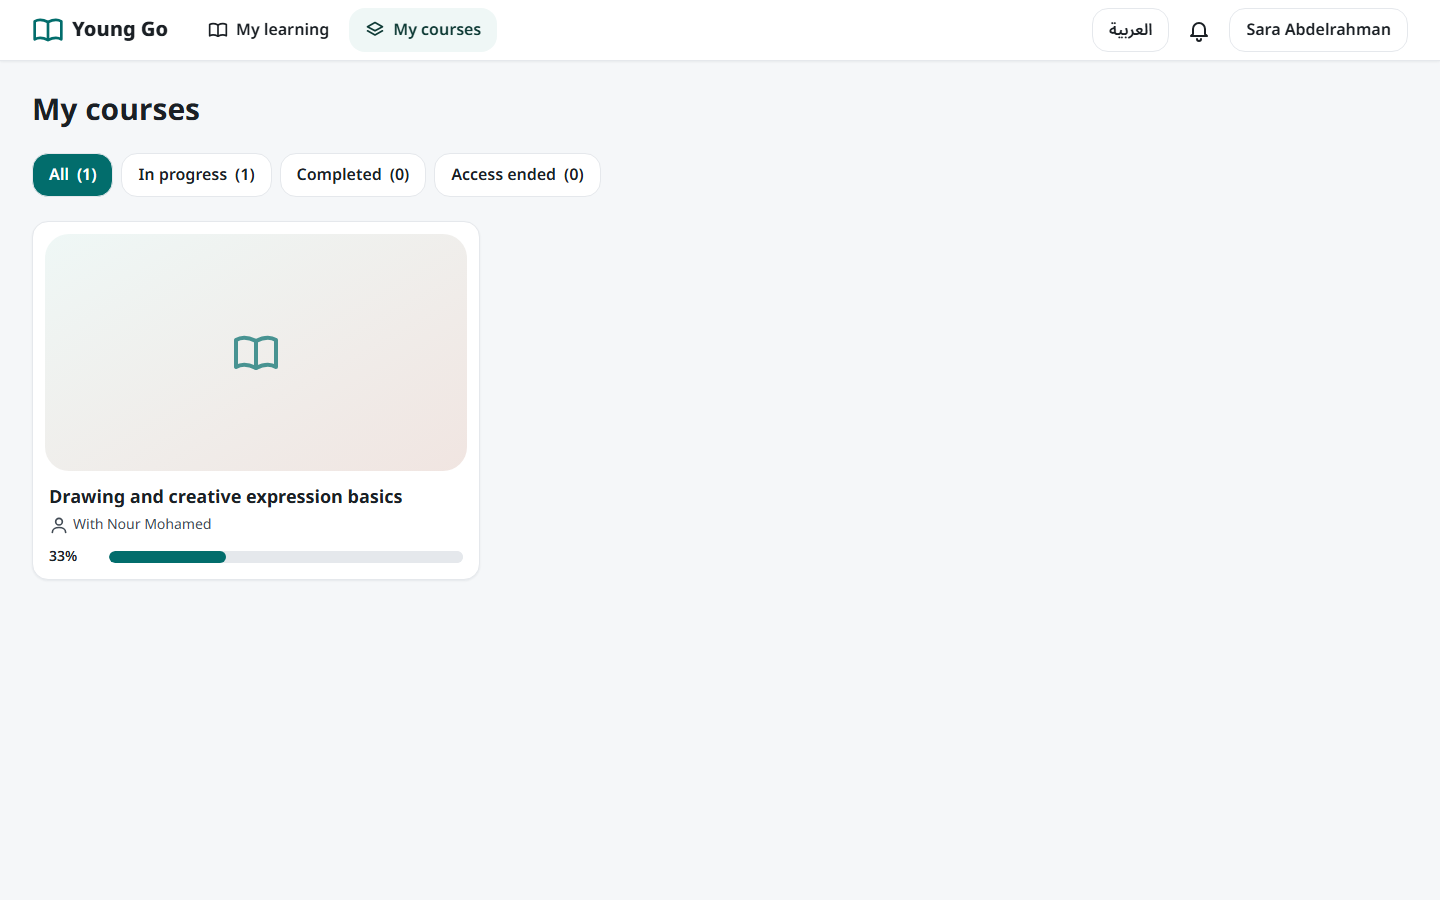 Young Go
My learning
My courses
العربية
Sara Abdelrahman
My courses
All (1)
In progress (1)
Completed (0)
Access ended (0)
Drawing and creative expression basics
With Nour Mohamed
33%